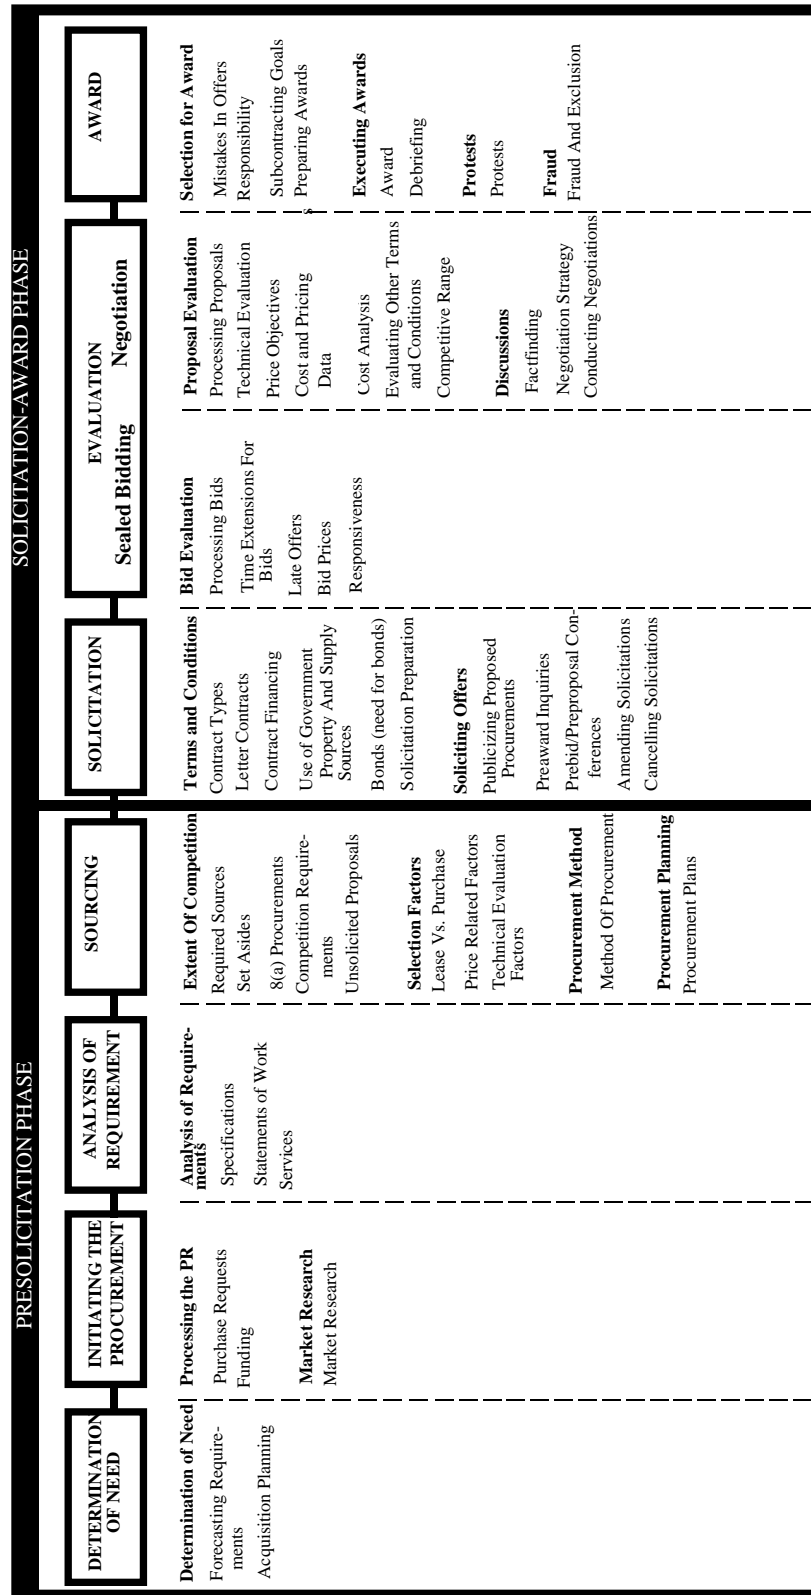 PRESOLICITATION PHASE
SOLICITATION-AWARD PHASE
DETERMINATION
OF NEED
INITIATING THE
PROCUREMENT
ANALYSIS OF
REQUIREMENT
SOURCING
SOLICITATION
EVALUATION
Sealed Bidding Negotiation
AWARD
Determination of Need
Forecasting Require-
ments
Acquisition Planning
Processing the PR
Purchase Requests
Funding
Market Research
Market Research
Analysis of Require-
ments
Specifications
Statements of Work
Services
Extent Of Competition
Required Sources
Set Asides
8(a) Procurements
Competition Require-
ments
Unsolicited Proposals
Selection Factors
Lease Vs. Purchase
Price Related Factors
Technical Evaluation
Factors
Procurement Method
Method Of Procurement
Procurement Planning
Procurement Plans
Terms and Conditions
Contract Types
Letter Contracts
Contract Financing
Use of Government
Property And Supply
Sources
Bonds (need for bonds)
Solicitation Preparation
Soliciting Offers
Publicizing Proposed
Procurements
Preaward Inquiries
Prebid/Preproposal Con-
ferences
Amending Solicitations
Cancelling Solicitations
Bid Evaluation
Processing Bids
Time Extensions For
Bids
Late Offers
Bid Prices
Responsiveness
Proposal Evaluation
Processing Proposals
Technical Evaluation
Price Objectives
Cost and Pricing
Data
Cost Analysis
Evaluating Other Terms
and Conditions
Competitive Range
Discussions
Factfinding
Negotiation Strategy
Conducting Negotiations
Selection for Award
Mistakes In Offers
Responsibility
Subcontracting Goals
Preparing Awards
s
Executing Awards
Award
Debriefing
Protests
Protests
Fraud
Fraud And Exclusion